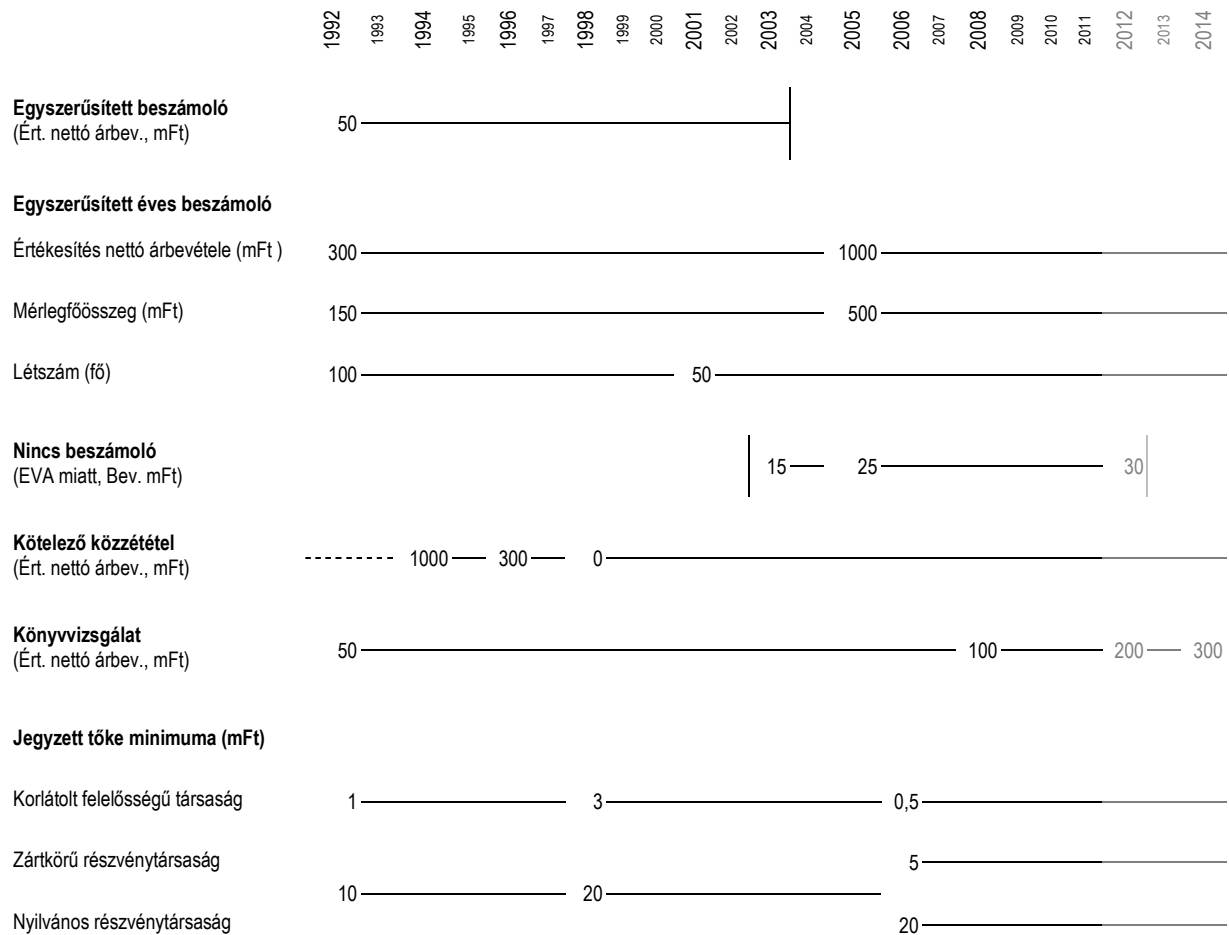 1992 1993 1994 1995 1996 1997 1998 1999 2000 2001 2002 2003 2004 2005 2006 2007 2008 2009 2010 2011 2012 2013 2014
Egyszerűsített beszámoló
(Ért. nettó árbev., mFt)
50
Egyszerűsített éves beszámoló
Értékesítés nettó árbevétele (mFt ) 300 1000
Mérlegfőösszeg (mFt) 150 500
Létszám (fő) 100 50
Nincs beszámoló
(EVA miatt, Bev. mFt)
15 25 30
Kötelező közzététel
(Ért. nettó árbev., mFt)
1000 300 0
Könyvvizsgálat
(Ért. nettó árbev., mFt)
50 100 200 300
Jegyzett tőke minimuma (mFt)
Korlátolt felelősségű társaság 1 3 0,5
Zártkörű részvénytársaság 5
10 20
Nyilvános részvénytársaság 20